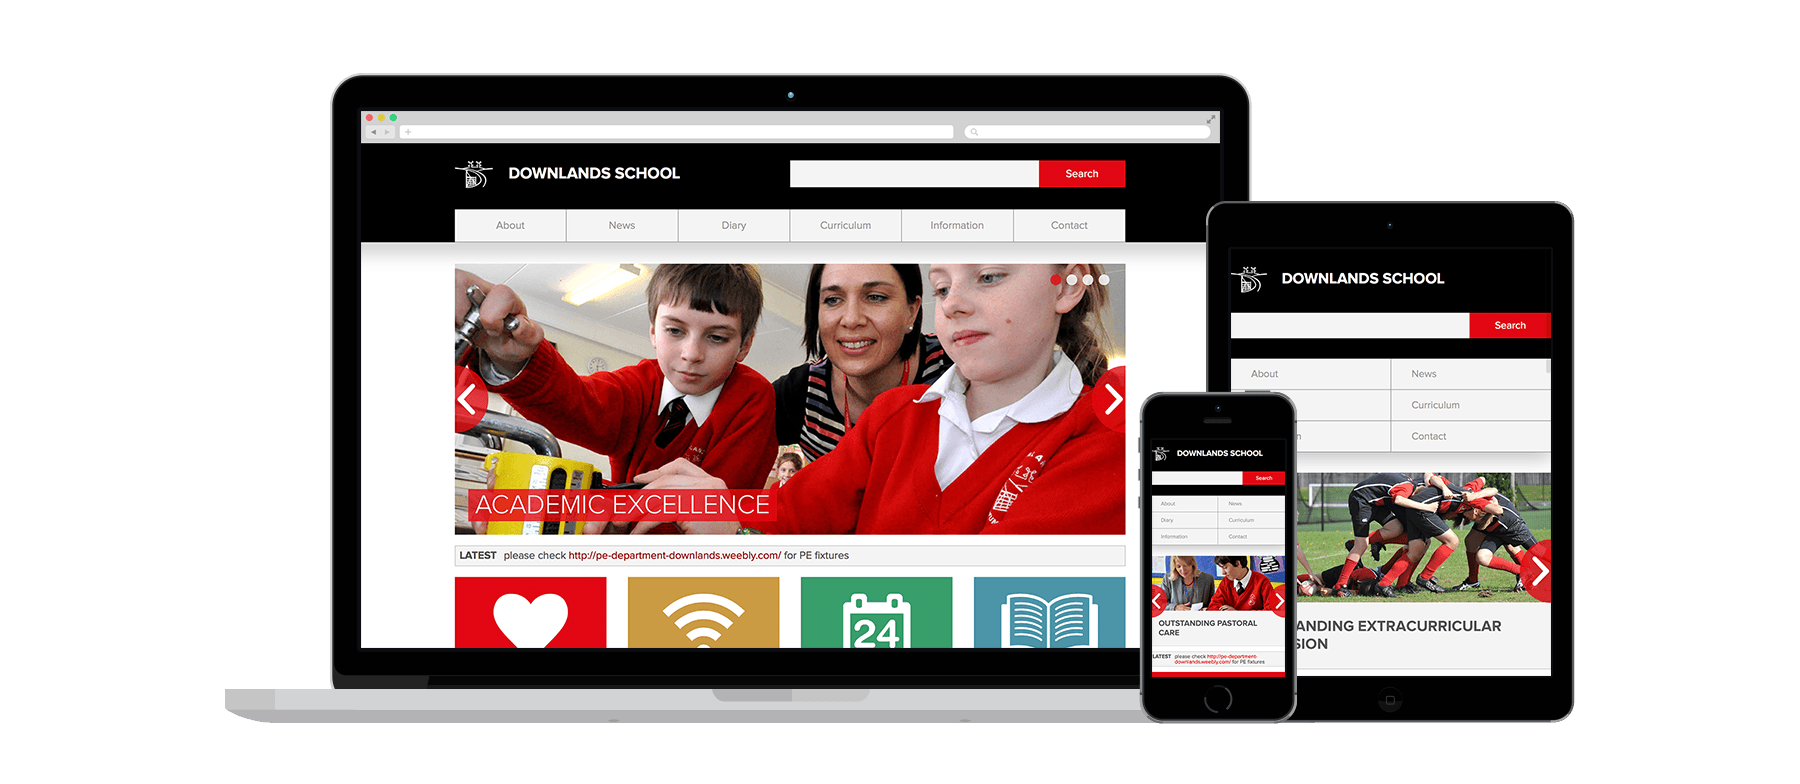 DOWNLANDS SCHOOL
Search
About News Diary Curriculum Information Contact
ACADEMIC EXCELLENCE
LATEST please check http://pe-department-downlands.weebly.com/ for PE fixtures
24
DOWNLANDS SCHOOL
Search
About News
Curriculum
Contact
ANDING EXTRACURRICULAR
SION
DOWNLANDS SCHOOL
Search
About News
Diary Curriculum
Information Contact
OUTSTANDING PASTORAL
CARE
LATEST please check http://pe-department-
downlands.weebly.com/ for PE fixtures